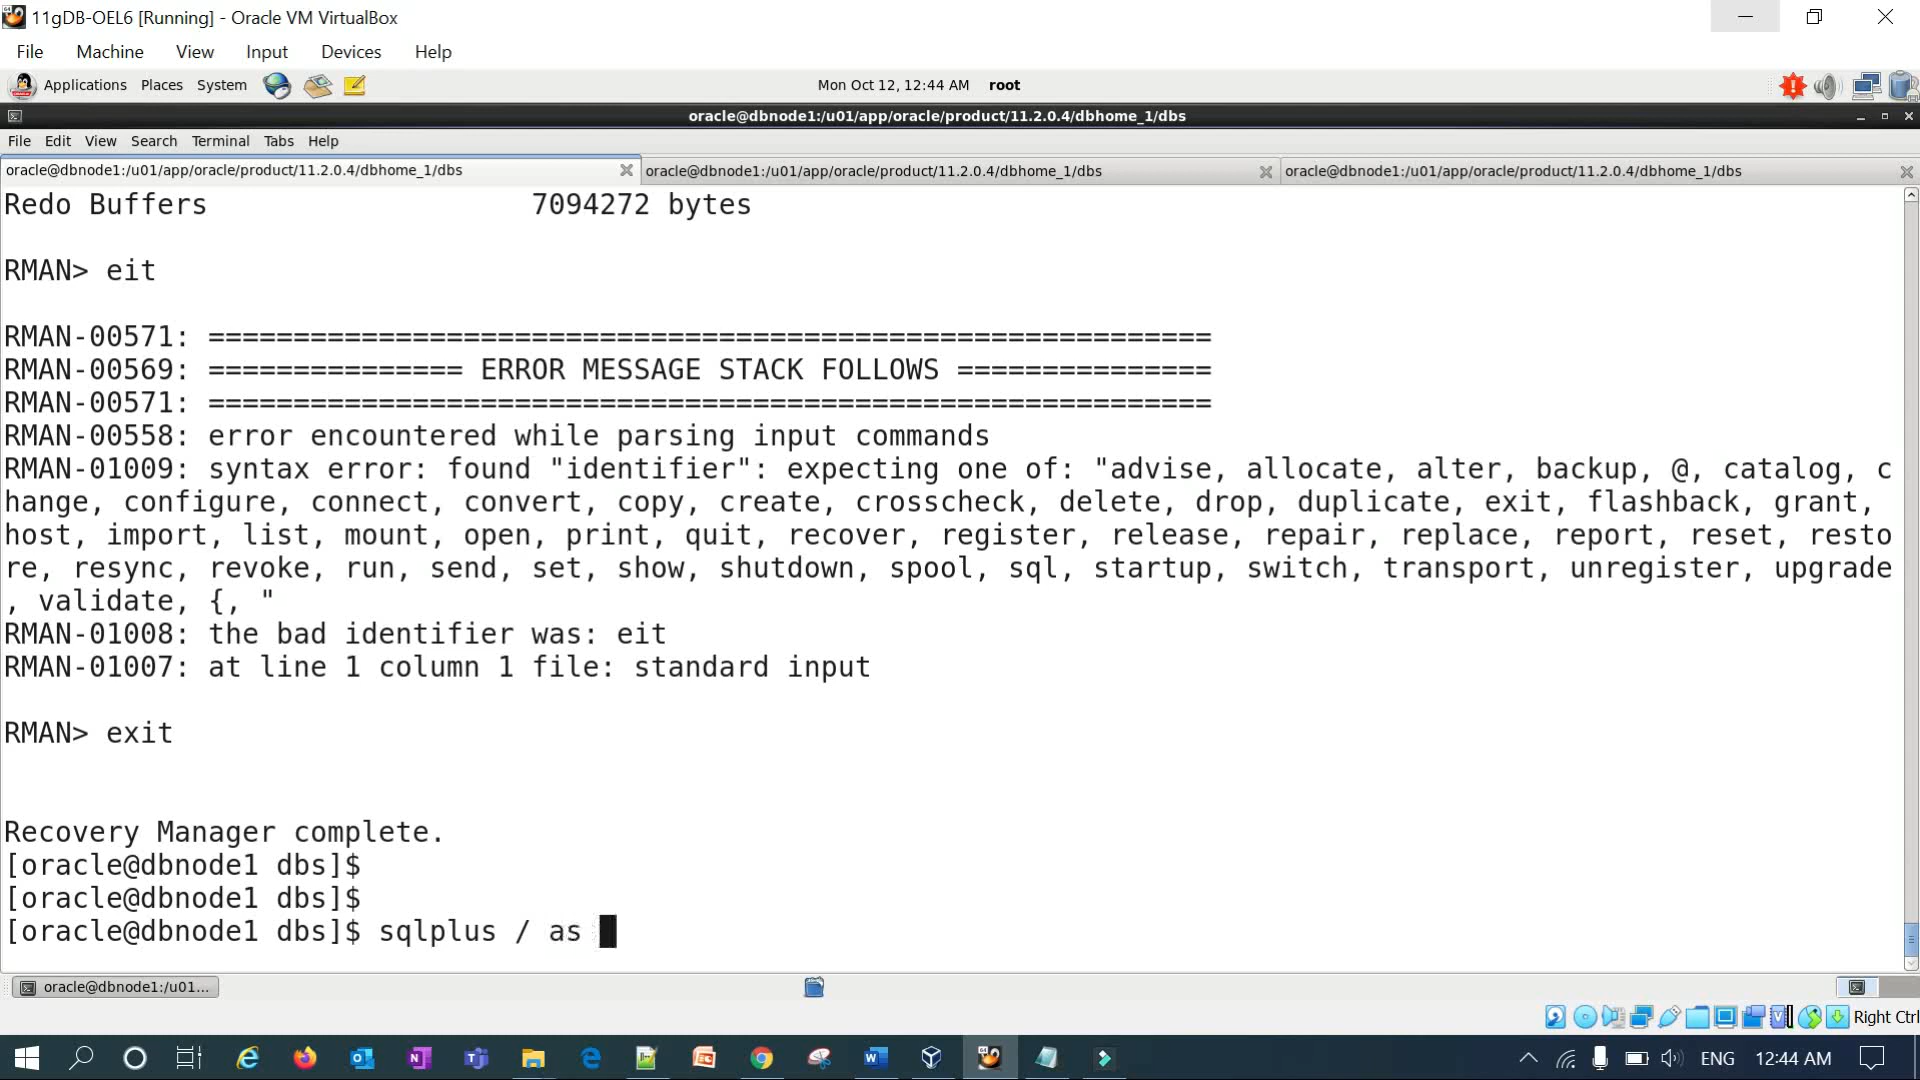 11gDB-OEL6 [Running] - Oracle VM VirtualBox
File Machine View Input Devices Help
Applications Places System Mon Oct 12, 12:44 AM root
oracle@dbnode1:/u01/app/oracle/product/11.2.0.4/dbhome_1/dbs
File Edit View Search Terminal Tabs Help
oracle@dbnode1:/u01/app/oracle/product/11.2.0.4/dbhome_1/dbs oracle@dbnode1:/u01/app/oracle/product/11.2.0.4/dbhome_1/dbs oracle@dbnode1:/u01/app/oracle/product/11.2.0.4/dbhome_1/dbs
Redo Buffers 7094272 bytes
RMAN> eit
RMAN-00571: ===========================================================
RMAN-00569: =============== ERROR MESSAGE STACK FOLLOWS ===============
RMAN-00571: ===========================================================
RMAN-00558: error encountered while parsing input commands
RMAN-01009: syntax error: found "identifier": expecting one of: "advise, allocate, alter, backup, @, catalog, c
hange, configure, connect, convert, copy, create, crosscheck, delete, drop, duplicate, exit, flashback, grant,
host, import, list, mount, open, print, quit, recover, register, release, repair, replace, report, reset, resto
re, resync, revoke, run, send, set, show, shutdown, spool, sql, startup, switch, transport, unregister, upgrade
, validate, {, "
RMAN-01008: the bad identifier was: eit
RMAN-01007: at line 1 column 1 file: standard input
RMAN> exit
Recovery Manager complete.
[oracle@dbnode1 dbs]$
[oracle@dbnode1 dbs]$
[oracle@dbnode1 dbs]$ sqlplus / as
oracle@dbnode1:/u01...
Right Ctrl
ENG 12:44 AM